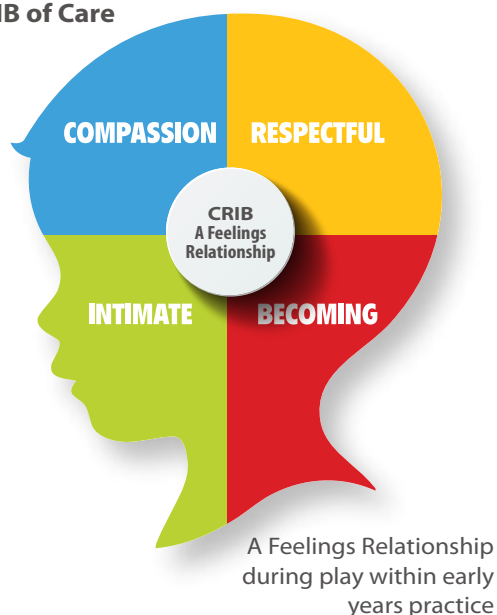 IB of Care
COMPASSION
RESPECTFUL
CRIB
A Feelings
Relationship
INTIMATE
BECOMING
A Feelings Relationship
during play within early
years practice